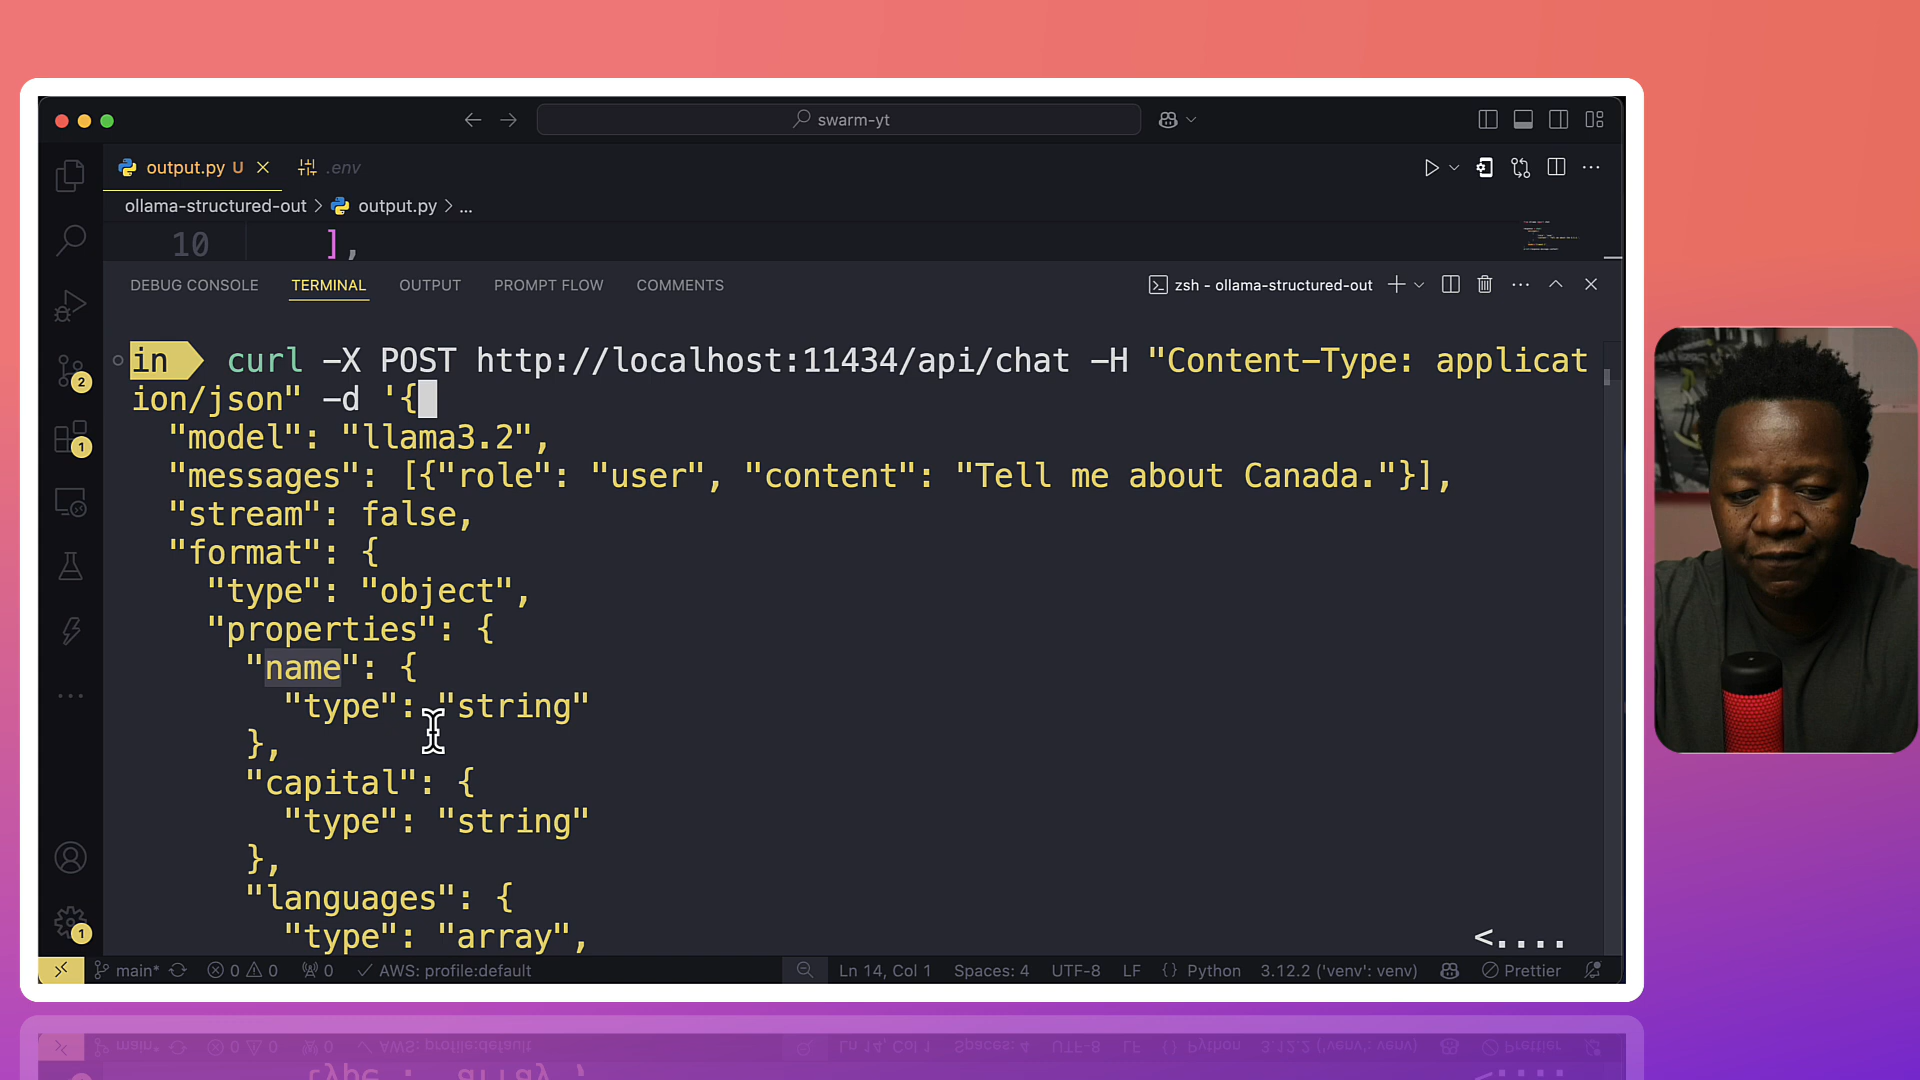 swarm-yt
output.py U
.env
ollama-structured-out > output.py > ...
10 ],
DEBUG CONSOLE TERMINAL OUTPUT PROMPT FLOW COMMENTS
zsh - ollama-structured-out
in curl -X POST http://localhost:11434/api/chat -H "Content-Type: applicat
ion/json" -d '{
"model": "llama3.2",
"messages": [{"role": "user", "content": "Tell me about Canada."}],
"stream": false,
"format": {
"type": "object",
"properties": {
"name": {
"type": "string"
},
"capital": {
"type": "string"
},
"languages": {
"type": "array",
<....
2
1
1
main* 0 0 0 AWS: profile:default
Ln 14, Col 1 Spaces: 4 UTF-8 LF {} Python 3.12.2 ('venv': venv) Prettier